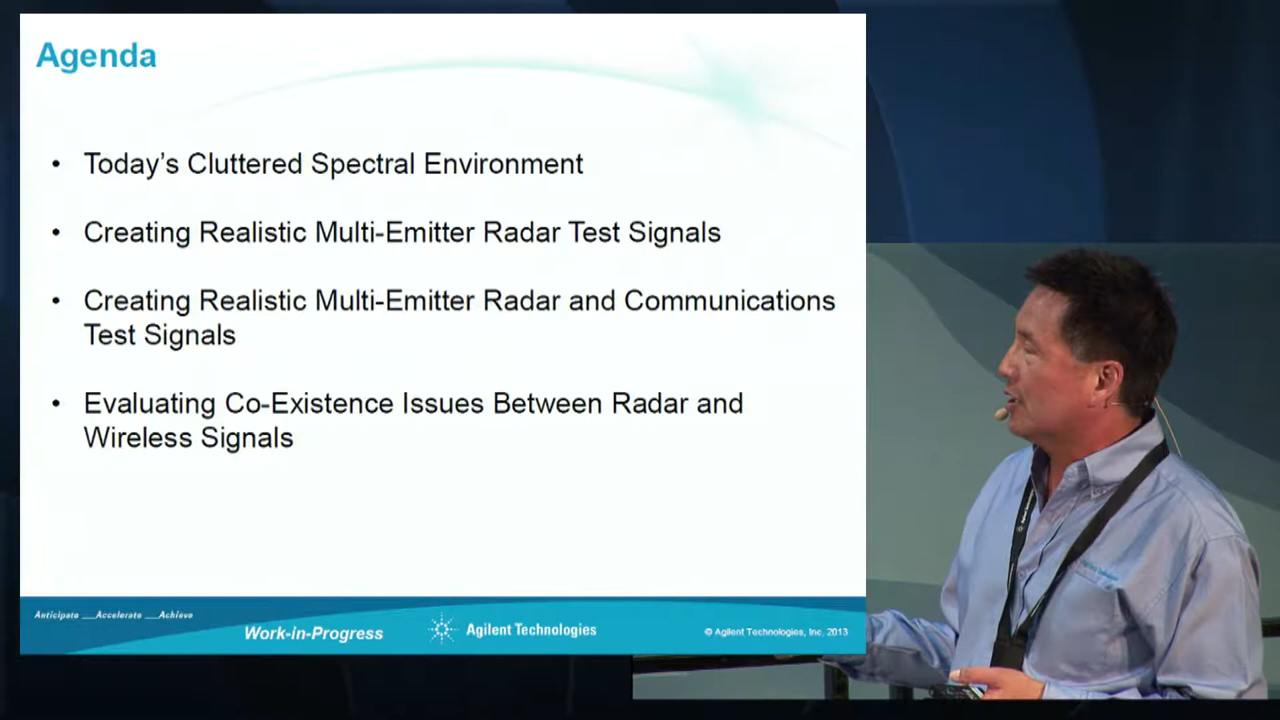 Agenda
• Today's Cluttered Spectral Environment
• Creating Realistic Multi-Emitter Radar Test Signals
• Creating Realistic Multi-Emitter Radar and Communications
Test Signals
• Evaluating Co-Existence Issues Between Radar and
Wireless Signals
Anticipate __Accelerate __Achieve
Work-in-Progress
Agilent Technologies
© Agilent Technologies, Inc. 2013